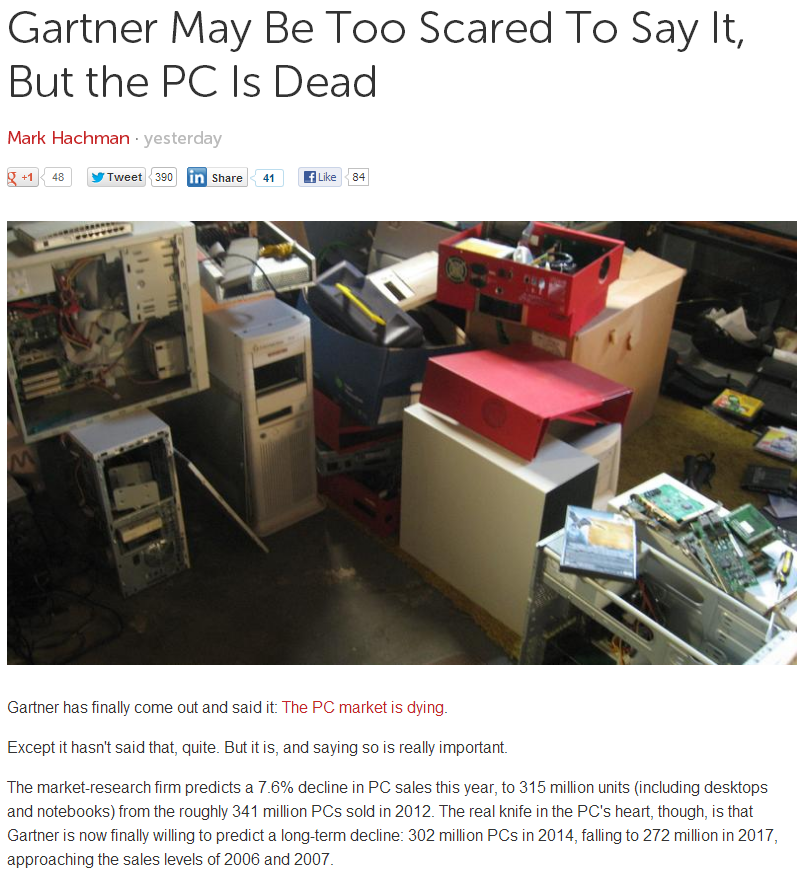 Gartner May Be Too Scared To Say It,
But the PC Is Dead
Mark Hachman · yesterday
+1 48 Tweet 390 in Share 41 Like 84
Gartner has finally come out and said it: The PC market is dying.
Except it hasn't said that, quite. But it is, and saying so is really important.
The market-research firm predicts a 7.6% decline in PC sales this year, to 315 million units (including desktops
and notebooks) from the roughly 341 million PCs sold in 2012. The real knife in the PC's heart, though, is that
Gartner is now finally willing to predict a long-term decline: 302 million PCs in 2014, falling to 272 million in 2017,
approaching the sales levels of 2006 and 2007.